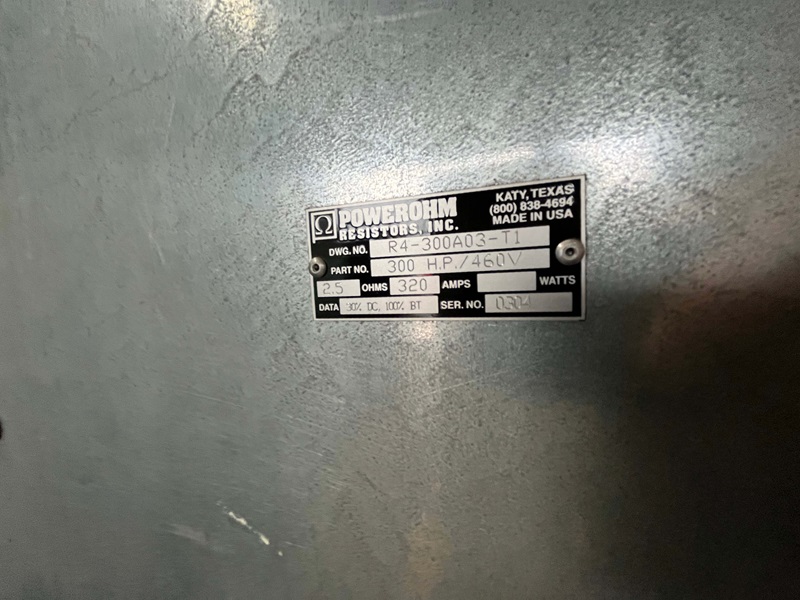 Ω
POWEROHM
RESISTORS, INC.
KATY, TEXAS
(800) 838-4694
MADE IN USA
DWG. NO. R4-300A03-T1
PART NO. 300 H.P./460V
2.5 OHMS 320 AMPS WATTS
DATA 30% DC, 100% BT SER. NO. 0304